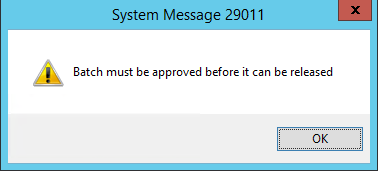 System Message 29011
x
Batch must be approved before it can be released
OK